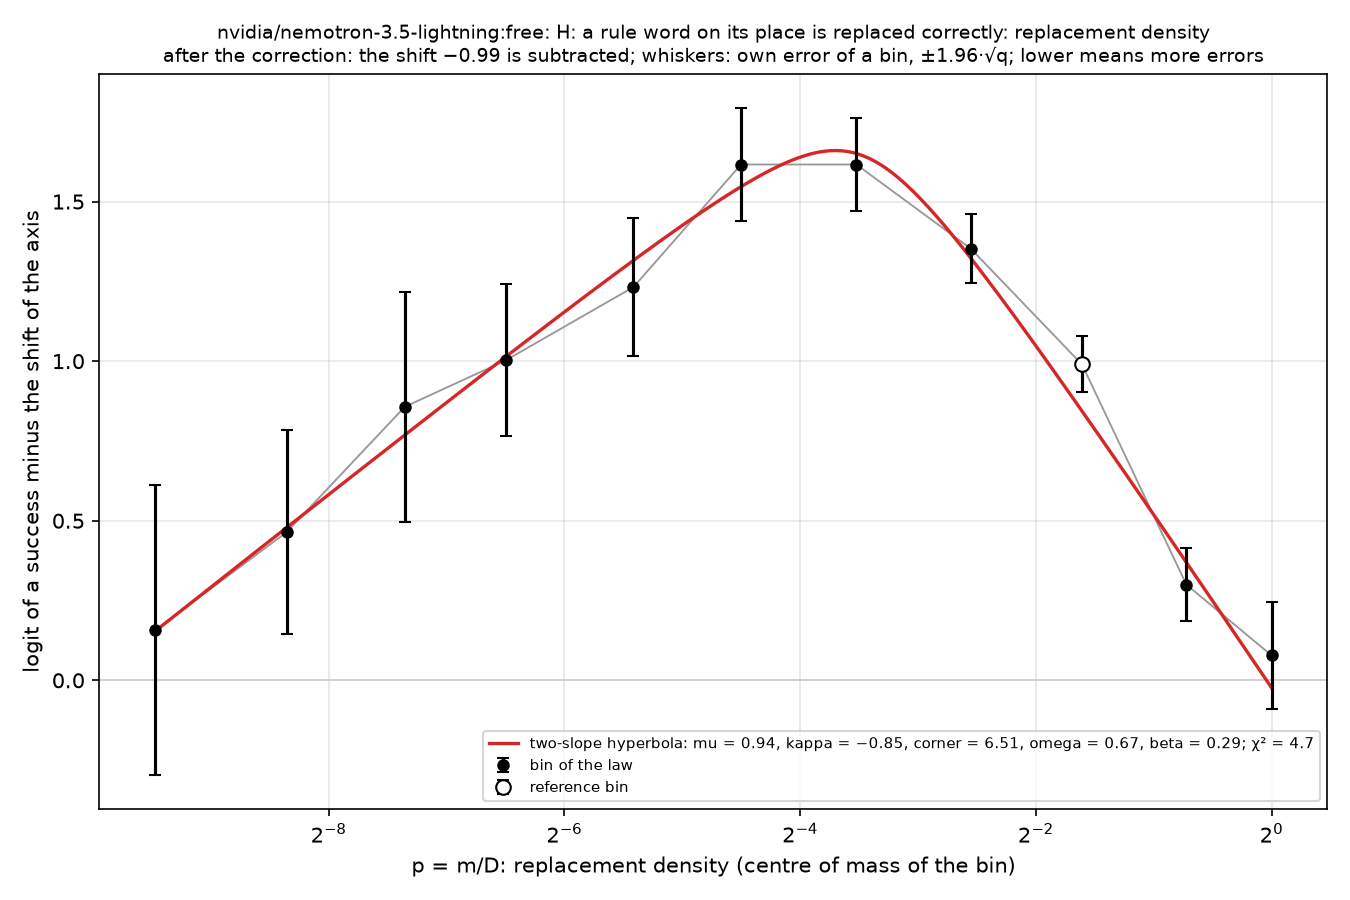 nvidia/nemotron-3.5-lightning:free: H: a rule word on its place is replaced correctly: replacement density
after the correction: the shift −0.99 is subtracted; whiskers: own error of a bin, ±1.96·√q; lower means more errors
logit of a success minus the shift of the axis
1.5
1.0
0.5
0.0
two-slope hyperbola: mu = 0.94, kappa = −0.85, corner = 6.51, omega = 0.67, beta = 0.29; χ² = 4.7
bin of the law
reference bin
2⁻⁸ 2⁻⁶ 2⁻⁴ 2⁻² 2⁰
p = m/D: replacement density (centre of mass of the bin)